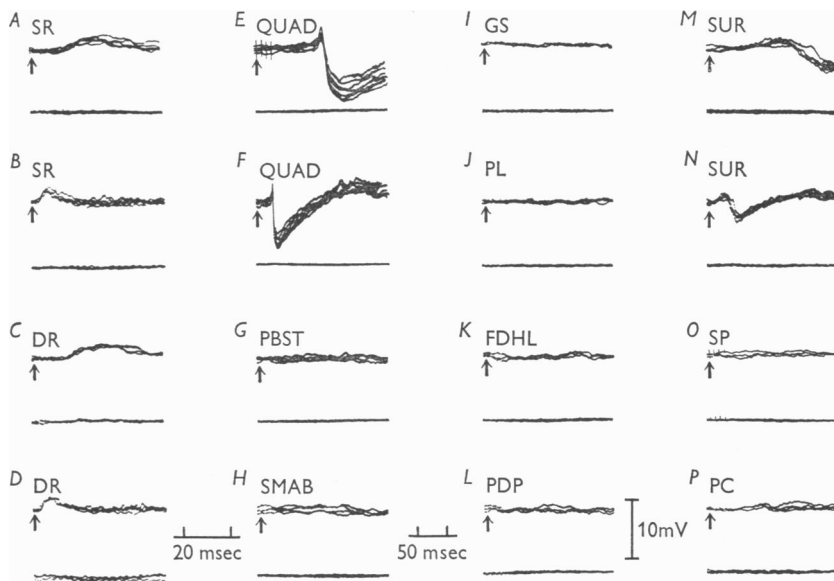 A SR
E QUAD
I GS
M SUR
B SR
F QUAD
J PL
N SUR
C DR
G PBST
K FDHL
O SP
D DR
H SMAB
L PDP
P PC
20 msec
50 msec
10mV